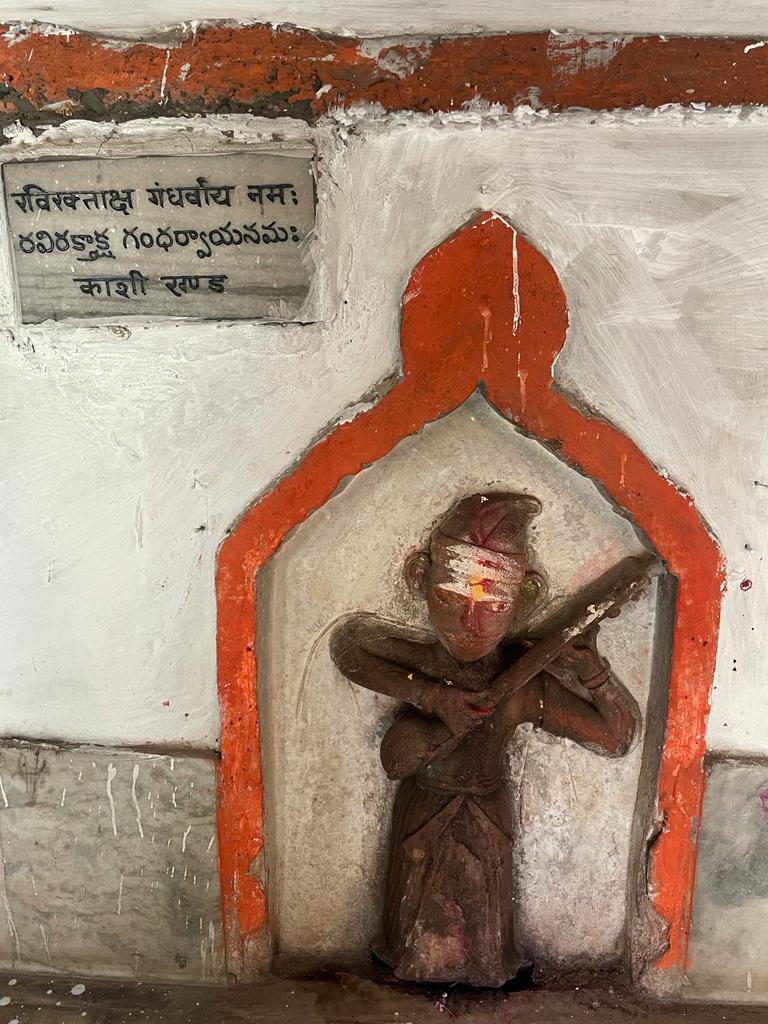 रविरक्ताक्ष गंधर्वाय नमः
రవిరక్తాక్ష గంధర్వాయనమః
काशी खण्ड